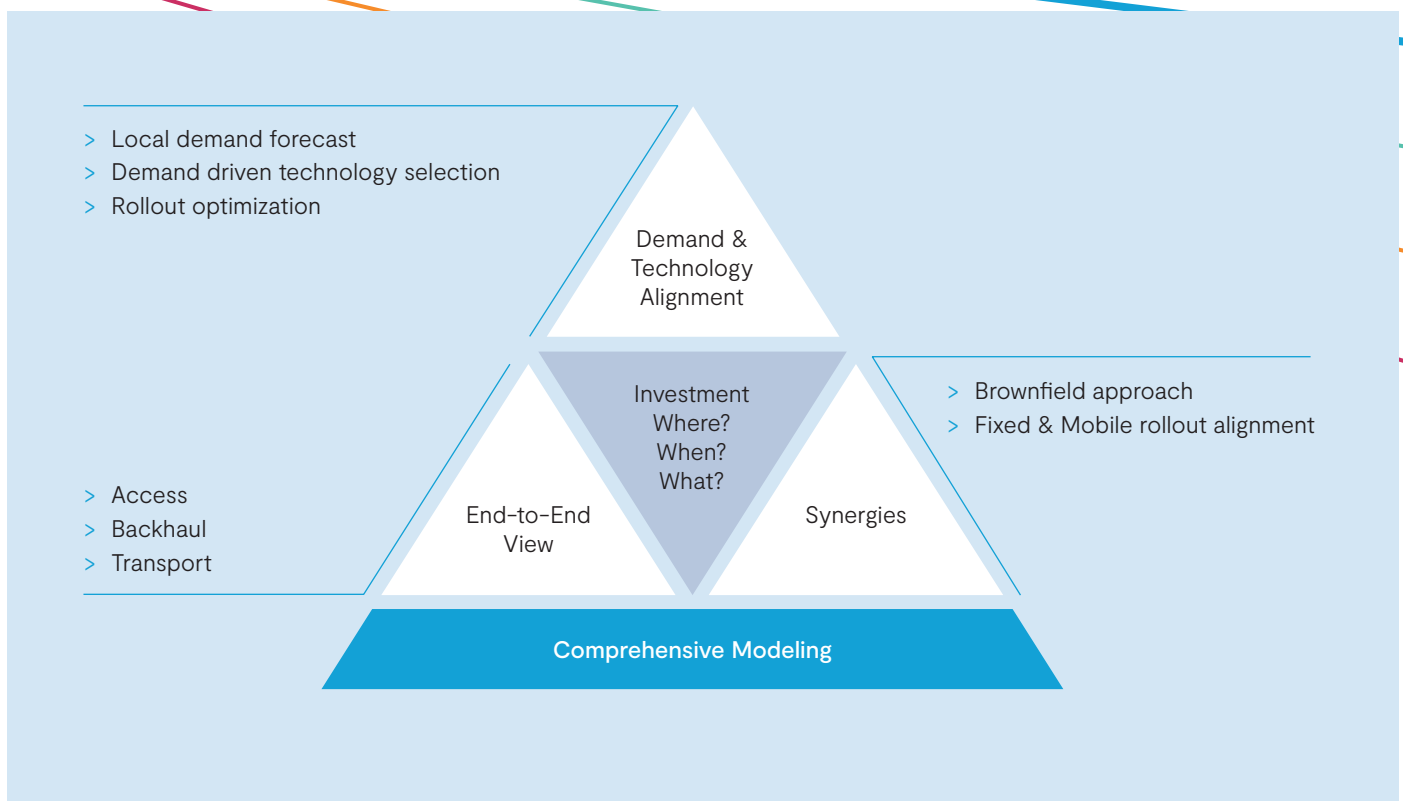 > Local demand forecast
> Demand driven technology selection
> Rollout optimization
Demand &
Technology
Alignment
Investment
Where?
When?
What?
> Brownfield approach
> Fixed & Mobile rollout alignment
> Access
> Backhaul
> Transport
End-to-End
View
Synergies
Comprehensive Modeling